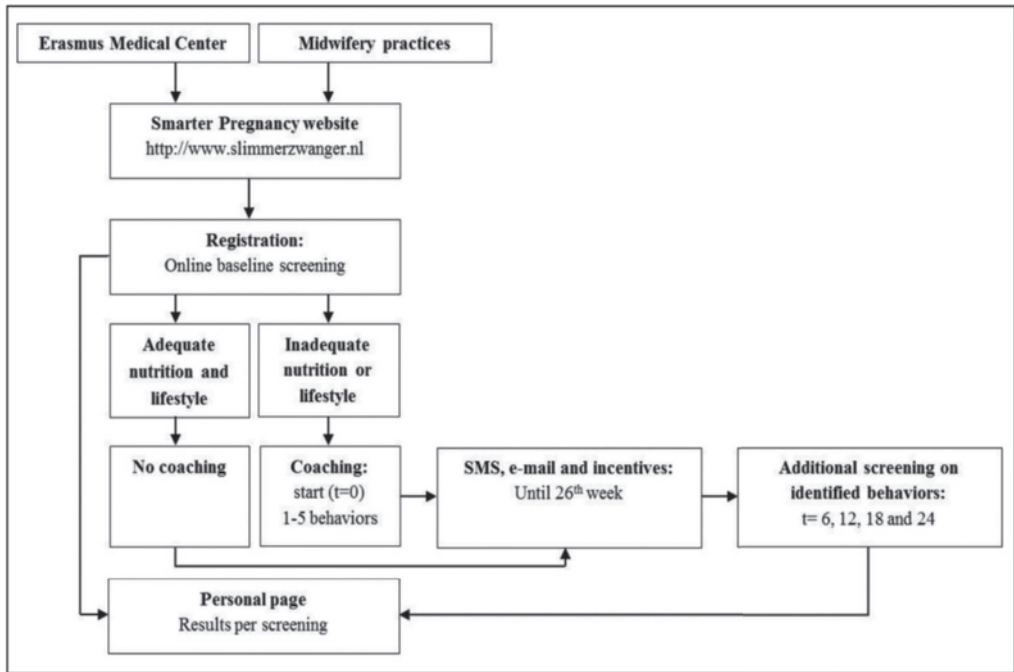 Erasmus Medical Center
Midwifery practices
Smarter Pregnancy website
http://www.slimmerzwanger.nl
Registration:
Online baseline screening
Adequate
nutrition and
lifestyle
Inadequate
nutrition or
lifestyle
No coaching
Coaching:
start (t=0)
1-5 behaviors
SMS, e-mail and incentives:
Until 26th week
Additional screening on
identified behaviors:
t= 6, 12, 18 and 24
Personal page
Results per screening